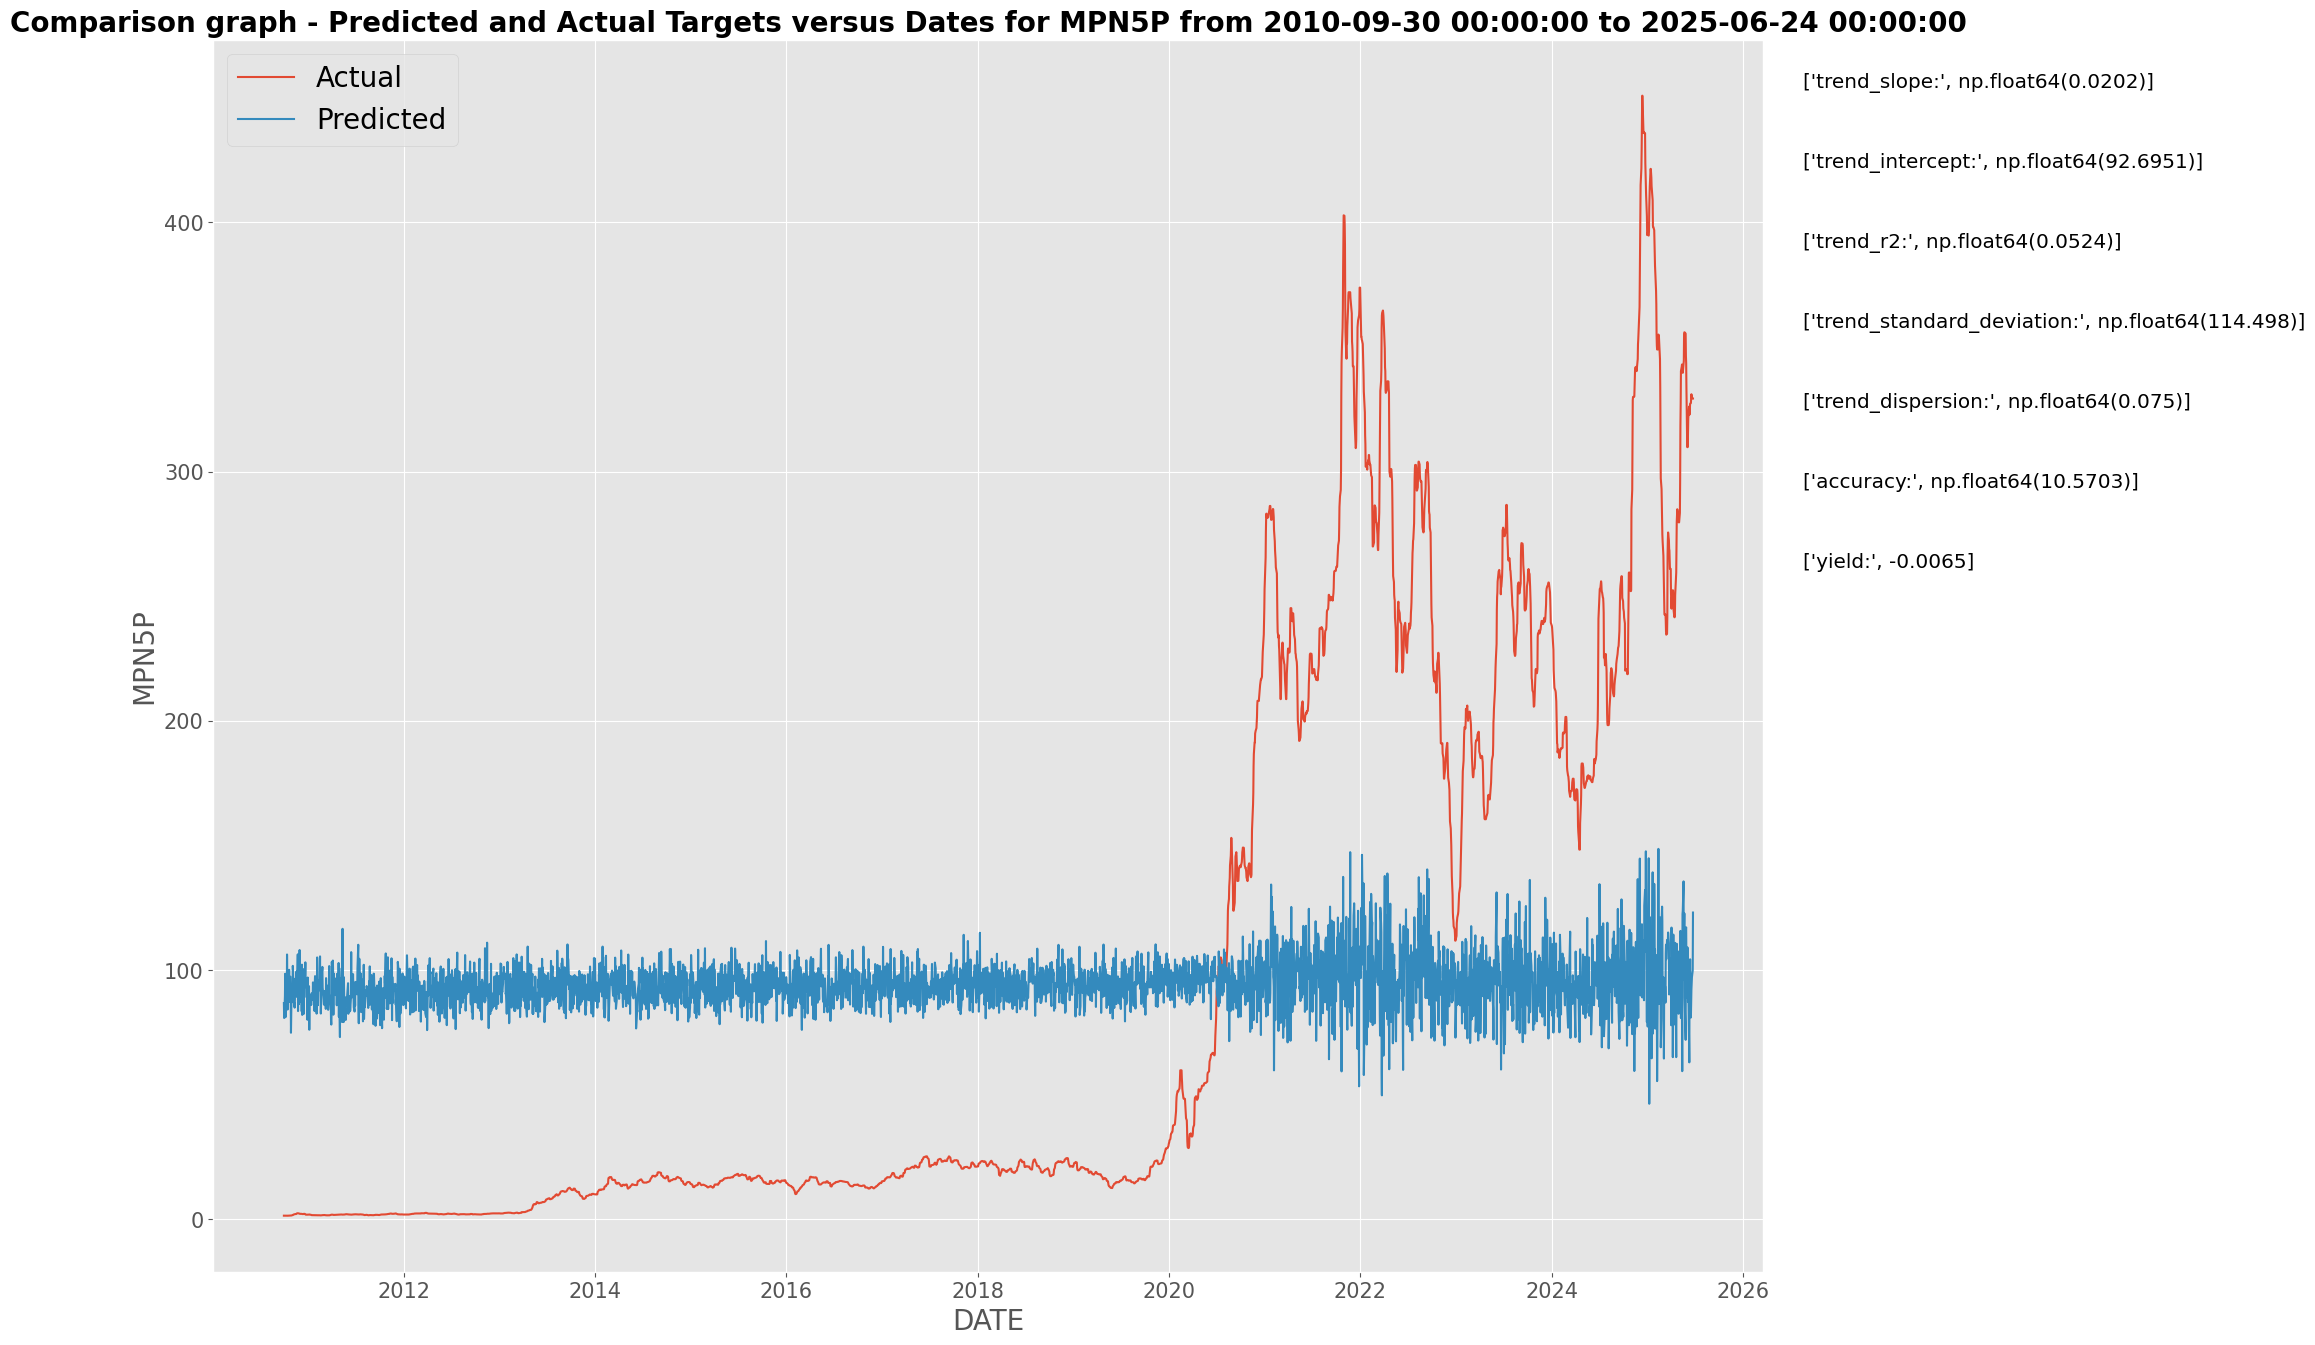 Comparison graph - Predicted and Actual Targets versus Dates for MPN5P from 2010-09-30 00:00:00 to 2025-06-24 00:00:00
Actual
Predicted
['trend_slope:', np.float64(0.0202)]
['trend_intercept:', np.float64(92.6951)]
['trend_r2:', np.float64(0.0524)]
['trend_standard_deviation:', np.float64(114.498)]
['trend_dispersion:', np.float64(0.075)]
['accuracy:', np.float64(10.5703)]
['yield:', -0.0065]
MPN5P
400
300
200
100
0
2012 2014 2016 2018 2020 2022 2024 2026
DATE